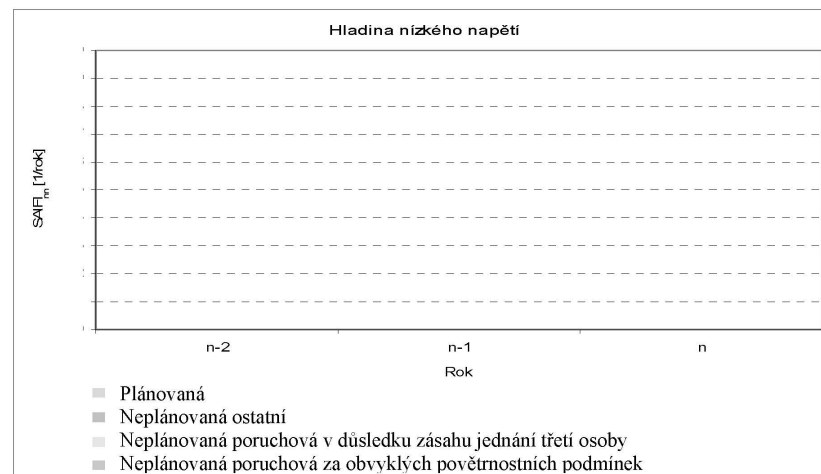 Hladina nízkého napětí
SAIFI_nn [1/rok]
n-2 n-1 n
Rok
Plánovaná
Neplánovaná ostatní
Neplánovaná poruchová v důsledku zásahu jednání třetí osoby
Neplánovaná poruchová za obvyklých povětrnostních podmínek